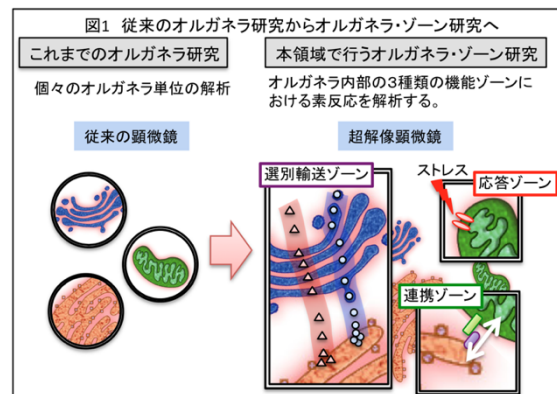 図1 従来のオルガネラ研究からオルガネラ・ゾーン研究へ
これまでのオルガネラ研究
個々のオルガネラ単位の解析
従来の顕微鏡
本領域で行うオルガネラ・ゾーン研究
オルガネラ内部の3種類の機能ゾーンに
おける素反応を解析する。
超解像顕微鏡
選別輸送ゾーン
ストレス
応答ゾーン
連携ゾーン